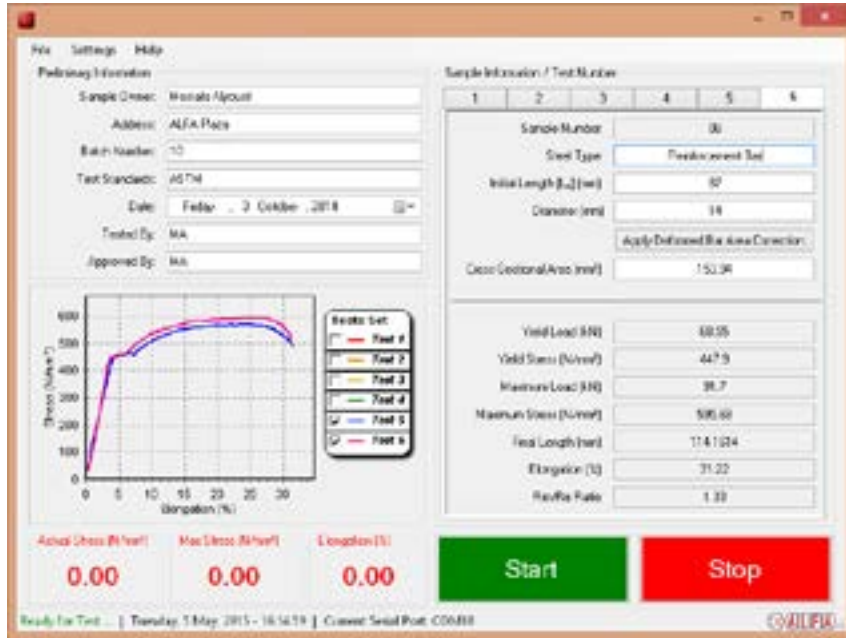 File Settings Help
Preliminary Information
Sample Owner:
Address: ALFA Plaza
Batch Number: 10
Test Standards: ASTM
Date: Friday , 3 October , 2014
Tested By: MA
Approved By: MA
Stress (N/mm²)
600
500
400
300
200
100
0
0 5 10 15 20 25 30
Elongation (%)
Results Set
Test 1
Test 2
Test 3
Test 4
Test 5
Test 6
Sample Information / Test Number
1 2 3 4 5 6
Sample Number 06
Steel Type Reinforcement Bar
Initial Length [L₀] (mm) 87
Diameter (mm) 14
Apply Deformed Bar Area Correction
Cross Sectional Area (mm²) 153.94
Yield Load (kN)
Yield Stress (N/mm²) 447.9
Maximum Load (kN)
Maximum Stress (N/mm²)
Final Length (mm)
Elongation (%) 31.22
Rm/Re Ratio 1.33
Actual Stress (N/mm²) Max Stress (N/mm²) Elongation (%)
0.00 0.00 0.00
Start Stop
Ready For Test ... | Tuesday, 5 May, 2015 - 16:56:59 | Current Serial Port: